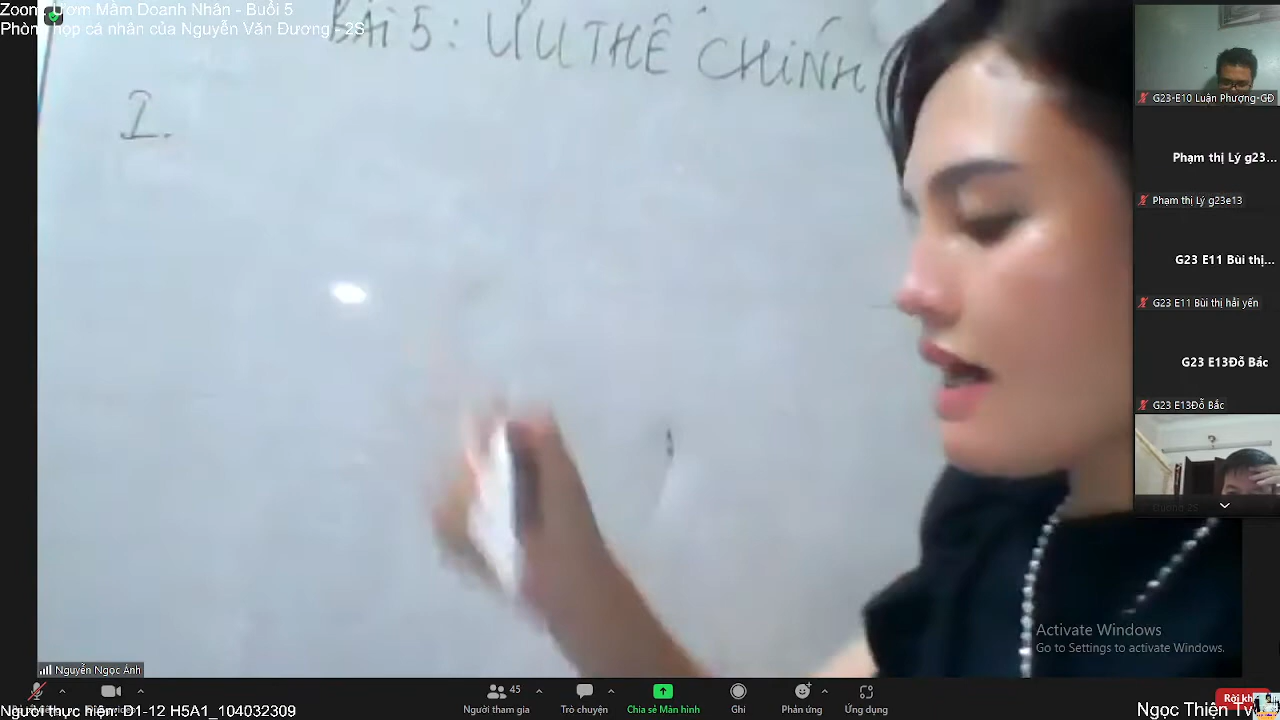 Zoom: Ươm Mầm Doanh Nhân - Buổi 5
Phòng họp cá nhân của Nguyễn Văn Đương - 2S
BÀI 5: ƯU THẾ CHÍNH
I.
G23-E10 Luận Phượng-GĐ
Phạm thị Lý g23...
Phạm thị Lý g23e13
G23 E11 Bùi thị...
G23 E11 Bùi thị hải yến
G23 E13Đỗ Bắc
G23 E13Đỗ Bắc
Activate Windows
Go to Settings to activate Windows.
Nguyễn Ngọc Ánh
45
Người tham gia
Trò chuyện
Chia sẻ Màn hình
Ghi
Phản ứng
Ứng dụng
Rời kh
Người thực hiện: D1-12 H5A1_104032309
Ngọc Thiện Tv